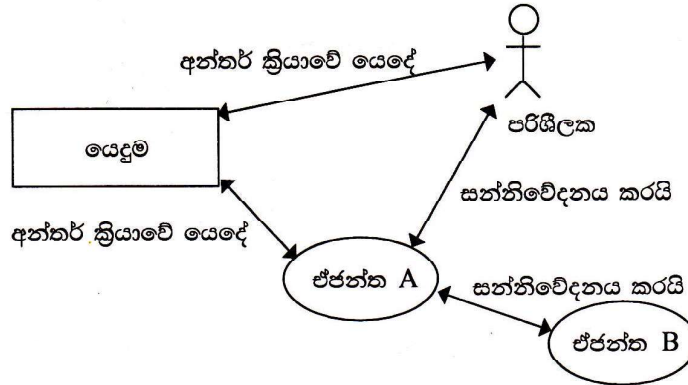 අන්තර් ක්‍රියාවේ යෙදේ
යෙදුම
පරිශීලක
සන්නිවේදනය කරයි
අන්තර් ක්‍රියාවේ යෙදේ
ඒජන්ත A
සන්නිවේදනය කරයි
ඒජන්ත B